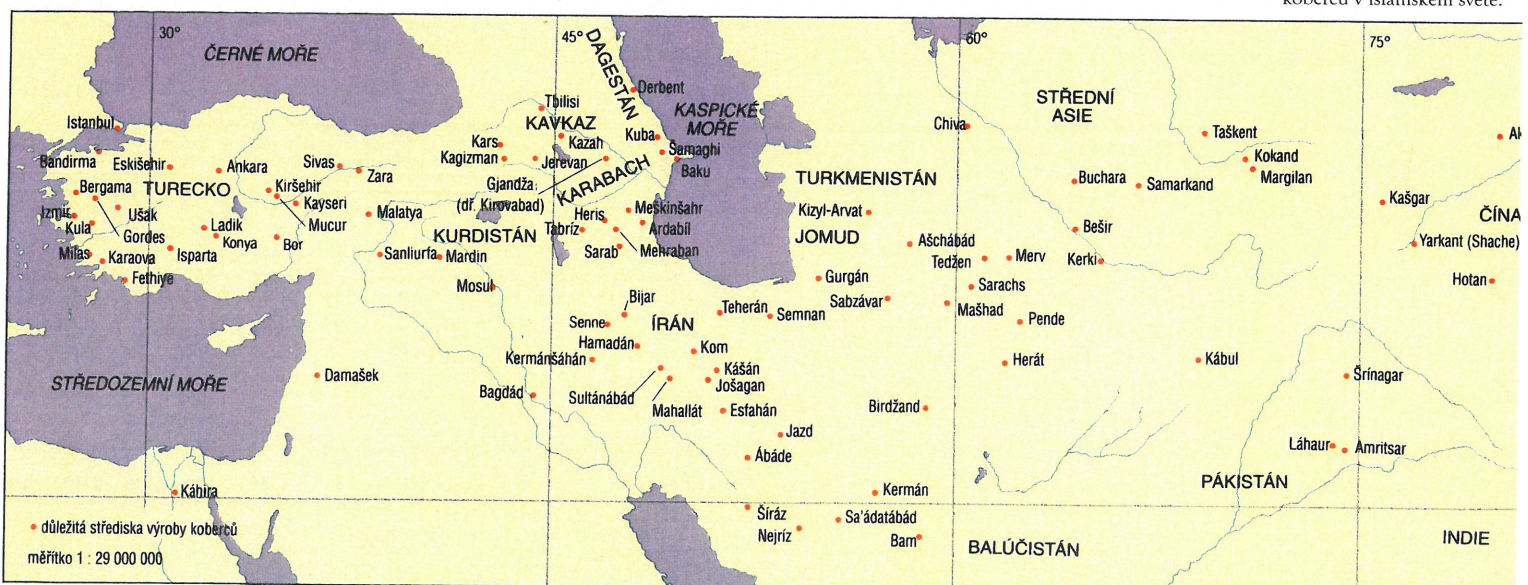 koberců v islámském světě.
30°
45°
60°
75°
ČERNÉ MOŘE
DAGESTÁN
Derbent
KASPICKÉ
MOŘE
STŘEDNÍ
ASIE
Tbilisi
KAVKAZ
Istanbul
Kars
Kazah
Kuba
Chiva
Taškent
Bandirma
Eskišehir
Ankara
Sivas
Zara
Kagizman
Jerevan
Šamaghi
Baku
Kokand
Margilan
Bergama
TURECKO
Kiršehir
Kayseri
Gjandža
(dř. Kirovabad)
KARABACH
TURKMENISTÁN
Buchara
Samarkand
Kašgar
Izmir
Ušak
Mucur
Malatya
Heris
Meškinšahr
Kizyl-Arvat
ČÍNA
Kula
Gordes
Ladik
Konya
Bor
KURDISTÁN
Tabríz
Ardabíl
JOMUD
Bešir
Yarkant (Shache)
Milas
Karaova
Isparta
Sanliurfa
Mardin
Sarab
Mehraban
Ašchábád
Tedžen
Merv
Kerki
Fethiye
Mosul
Gurgán
Sarachs
Hotan
Bijar
Teherán
Semnan
Sabzávar
Mašhad
Pende
Senne
ÍRÁN
Hamadán
Kom
Kermánšáhán
Kášán
Herát
Kábul
STŘEDOZEMNÍ MOŘE
Damašek
Jošagan
Šrínagar
Bagdád
Sultánábád
Mahallát
Esfahán
Birdžand
Jazd
Ábáde
Láhaur
Amritsar
Káhira
Kermán
PÁKISTÁN
Šíráz
Sa'ádatábád
Nejríz
Bam
BALÚČISTÁN
INDIE
důležitá střediska výroby koberců
měřítko 1 : 29 000 000